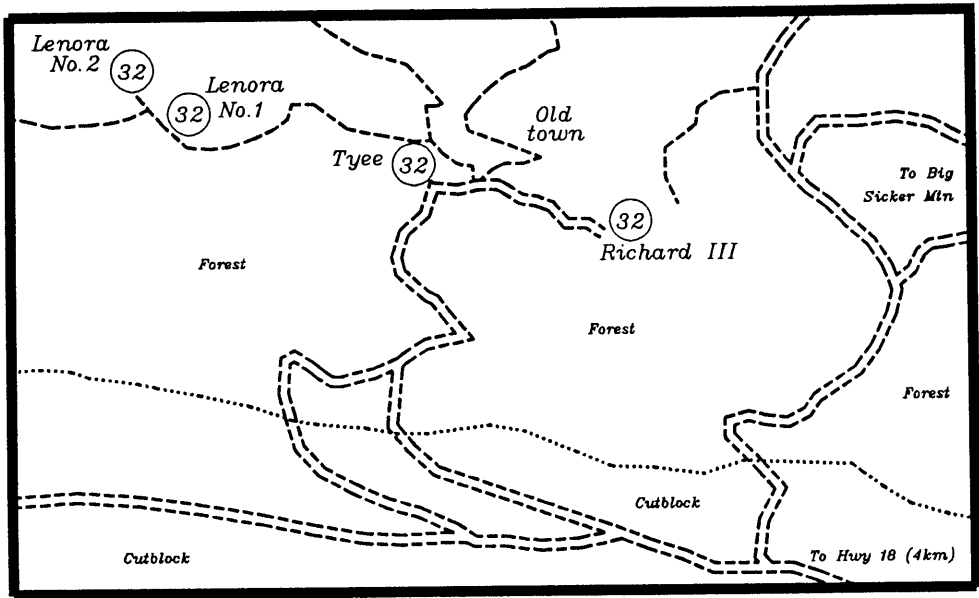 Lenora
No. 2
32
Lenora
No. 1
32
Old
town
Tyee
32
To Big
Sicker Mtn
32
Richard III
Forest
Forest
Forest
Cutblock
Cutblock
To Hwy 18 (4km)